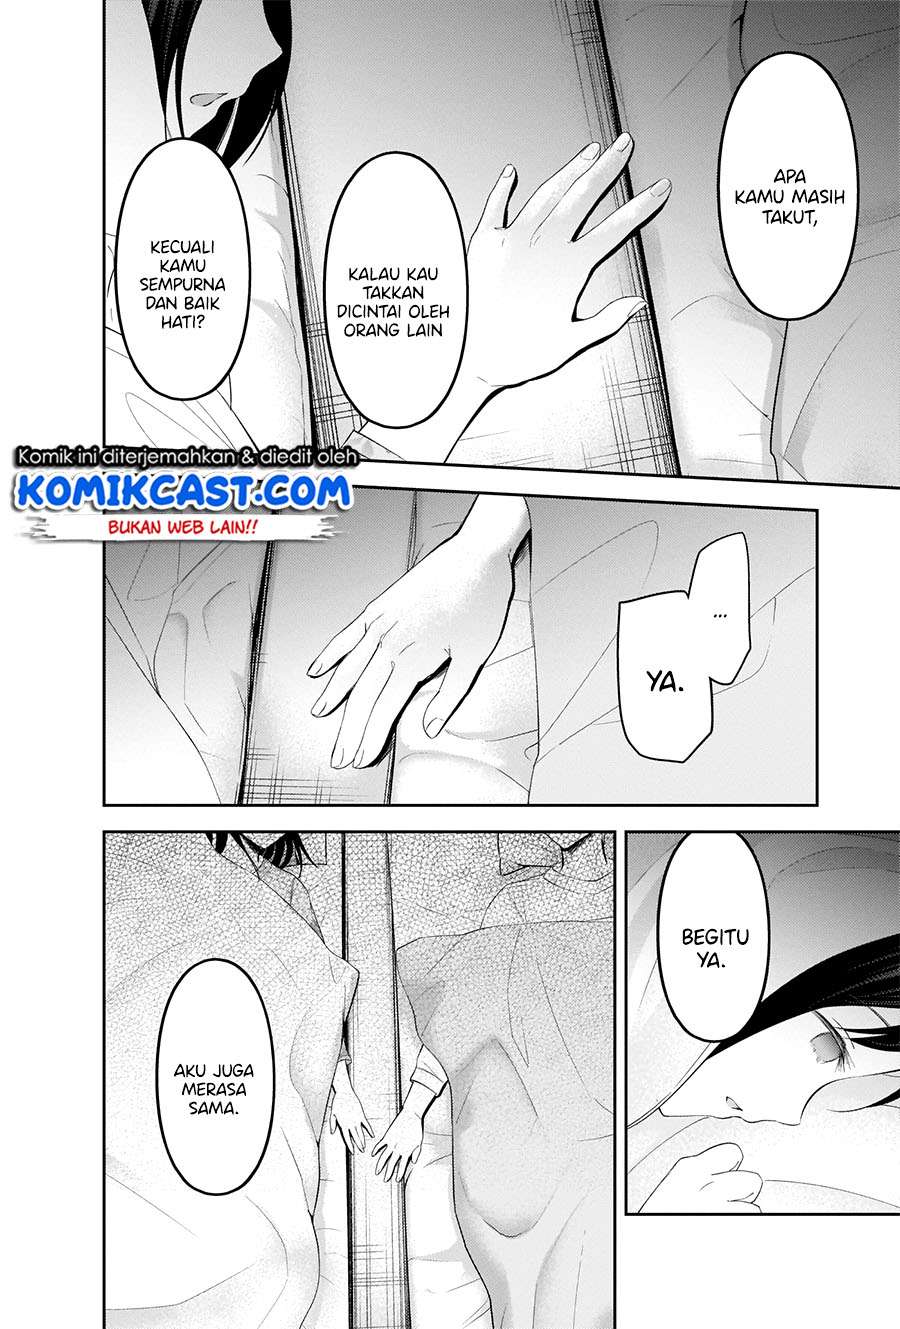 APA
KAMU MASIH
TAKUT,
KALAU KAU
TAKKAN
DICINTAI OLEH
ORANG LAIN
KECUALI
KAMU
SEMPURNA
DAN BAIK
HATI?
Komik ini diterjemahkan & diedit oleh
KOMIKCAST.COM
BUKAN WEB LAIN!!
...
YA.
BEGITU
YA.
AKU JUGA
MERASA
SAMA.